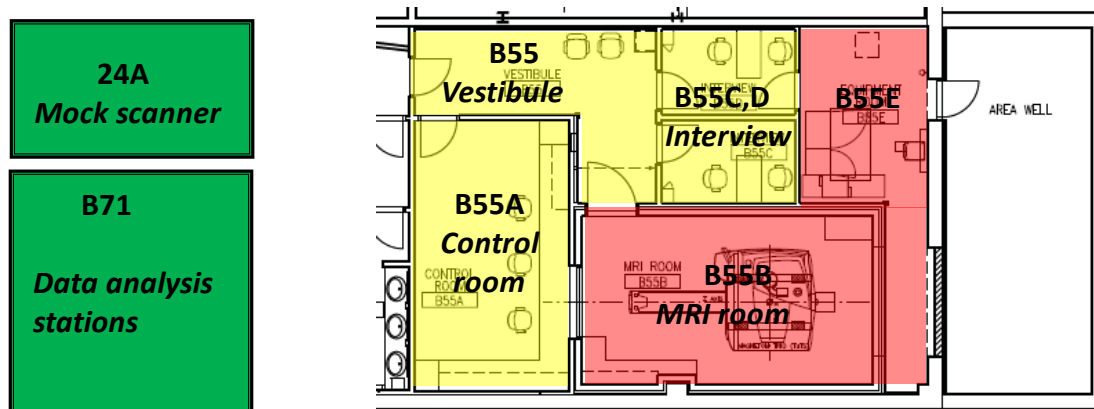 24A
Mock scanner
B71
Data analysis
stations
B55
VESTIBULE
Vestibule
B55C,D
INTERVIEW
Interview
B55C
B55E
B55E
AREA WELL
B55A
Control
room
CONTROL
ROOM
B55A
MRI ROOM
B55B
B55B
MRI room